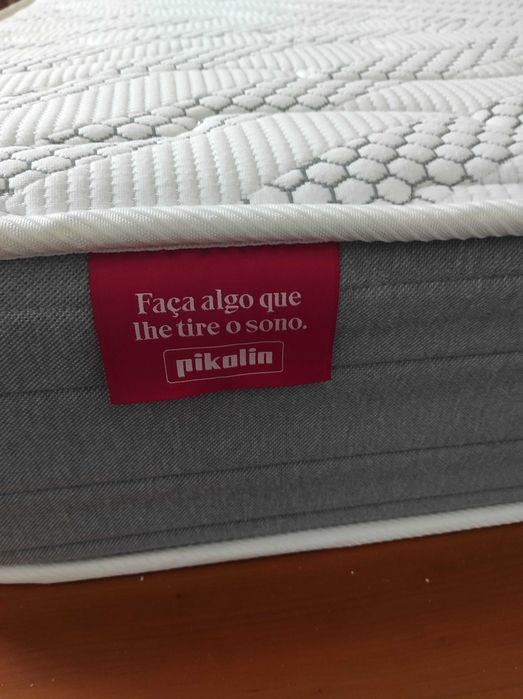 Faça algo que
lhe tire o sono.
pikolin